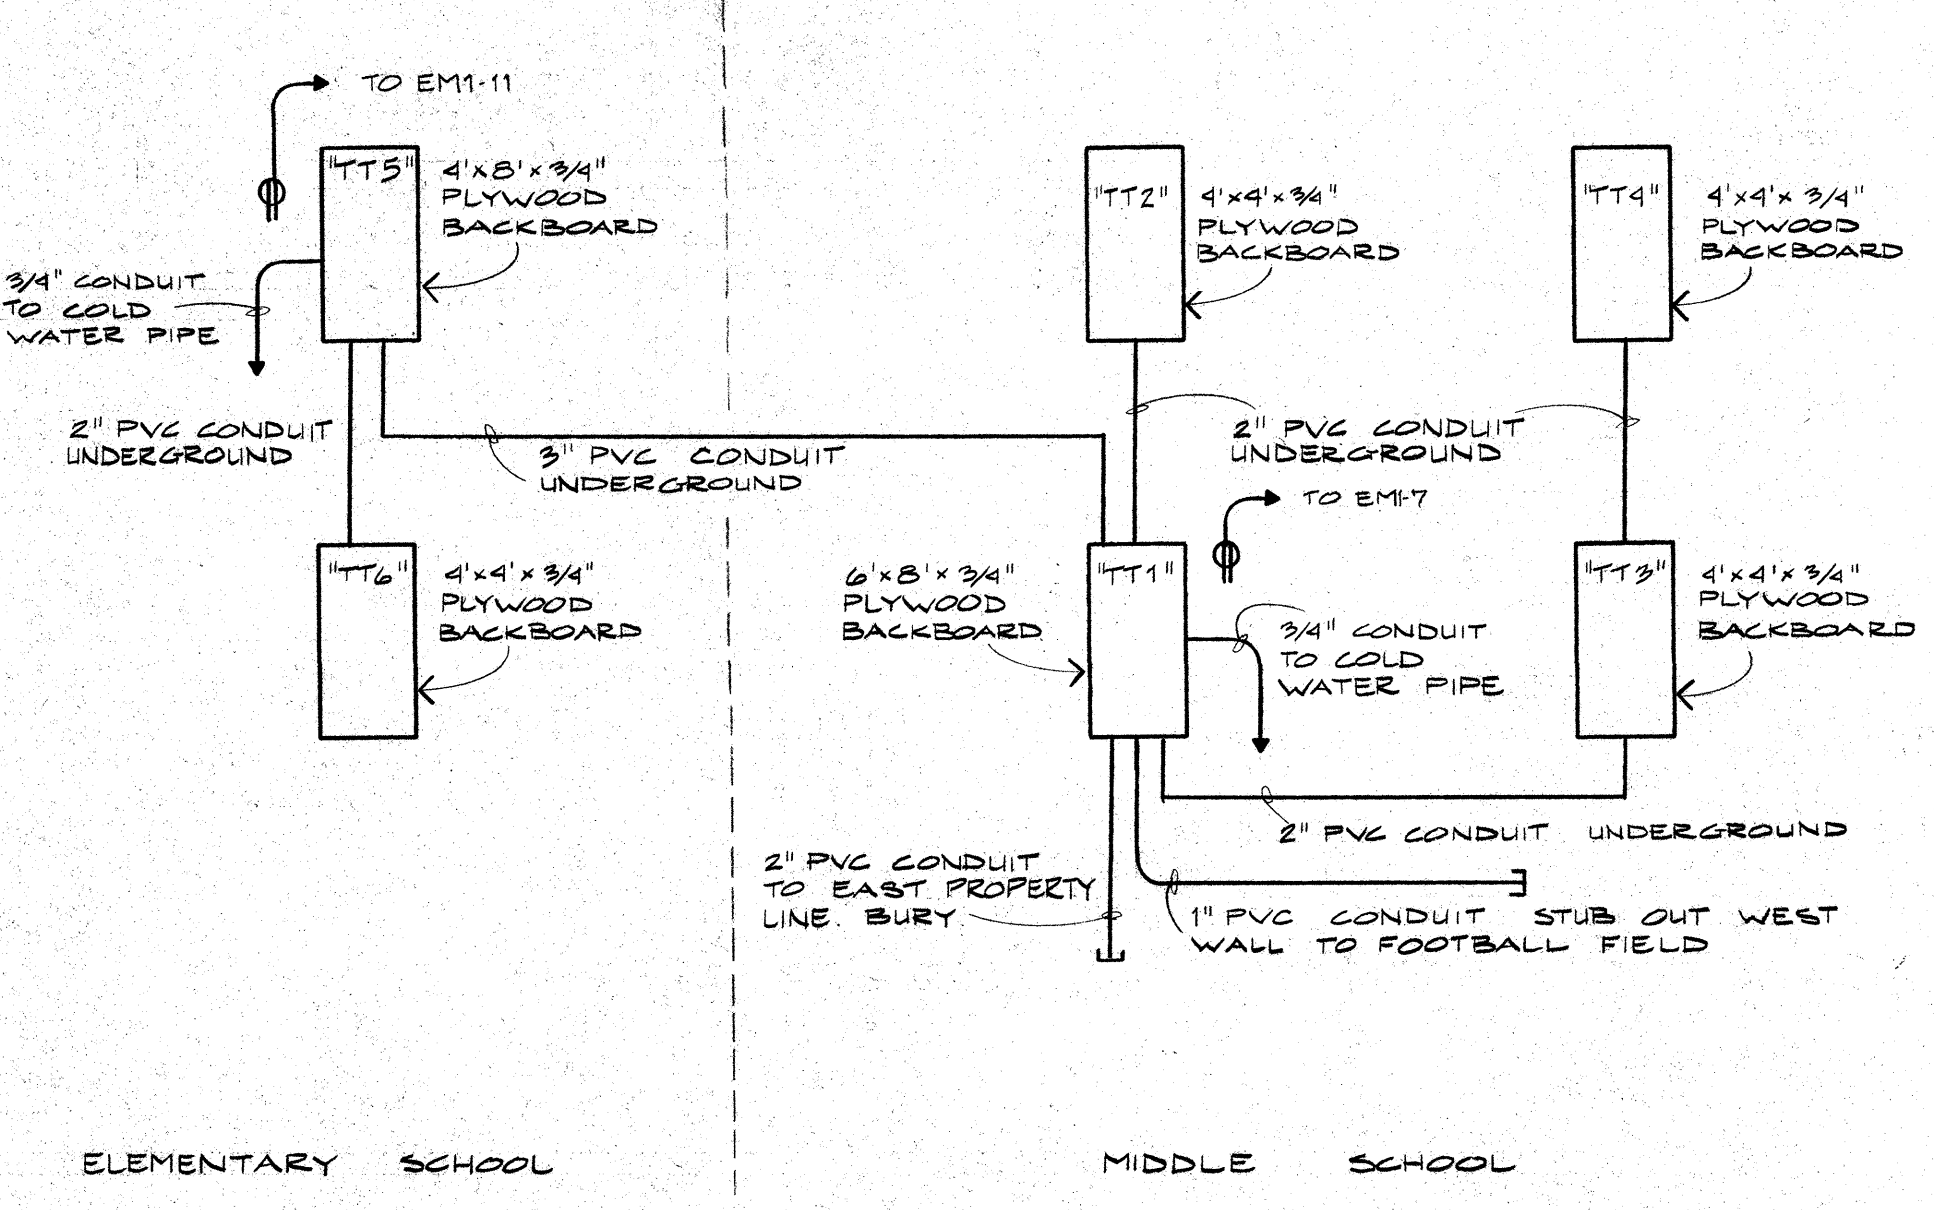 TO EM1-11
"TT5"
4'x8'x3/4"
PLYWOOD
BACKBOARD
3/4" CONDUIT
TO COLD
WATER PIPE
2" PVC CONDUIT
UNDERGROUND
3" PVC CONDUIT
UNDERGROUND
"TT6"
4'x4'x3/4"
PLYWOOD
BACKBOARD
"TT2"
4'x4'x3/4"
PLYWOOD
BACKBOARD
"TT4"
4'x4'x3/4"
PLYWOOD
BACKBOARD
2" PVC CONDUIT
UNDERGROUND
TO EM1-7
6'x8'x3/4"
PLYWOOD
BACKBOARD
"TT1"
3/4" CONDUIT
TO COLD
WATER PIPE
"TT3"
4'x4'x3/4"
PLYWOOD
BACKBOARD
2" PVC CONDUIT UNDERGROUND
2" PVC CONDUIT
TO EAST PROPERTY
LINE. BURY
1" PVC CONDUIT STUB OUT WEST
WALL TO FOOTBALL FIELD
ELEMENTARY SCHOOL
MIDDLE SCHOOL